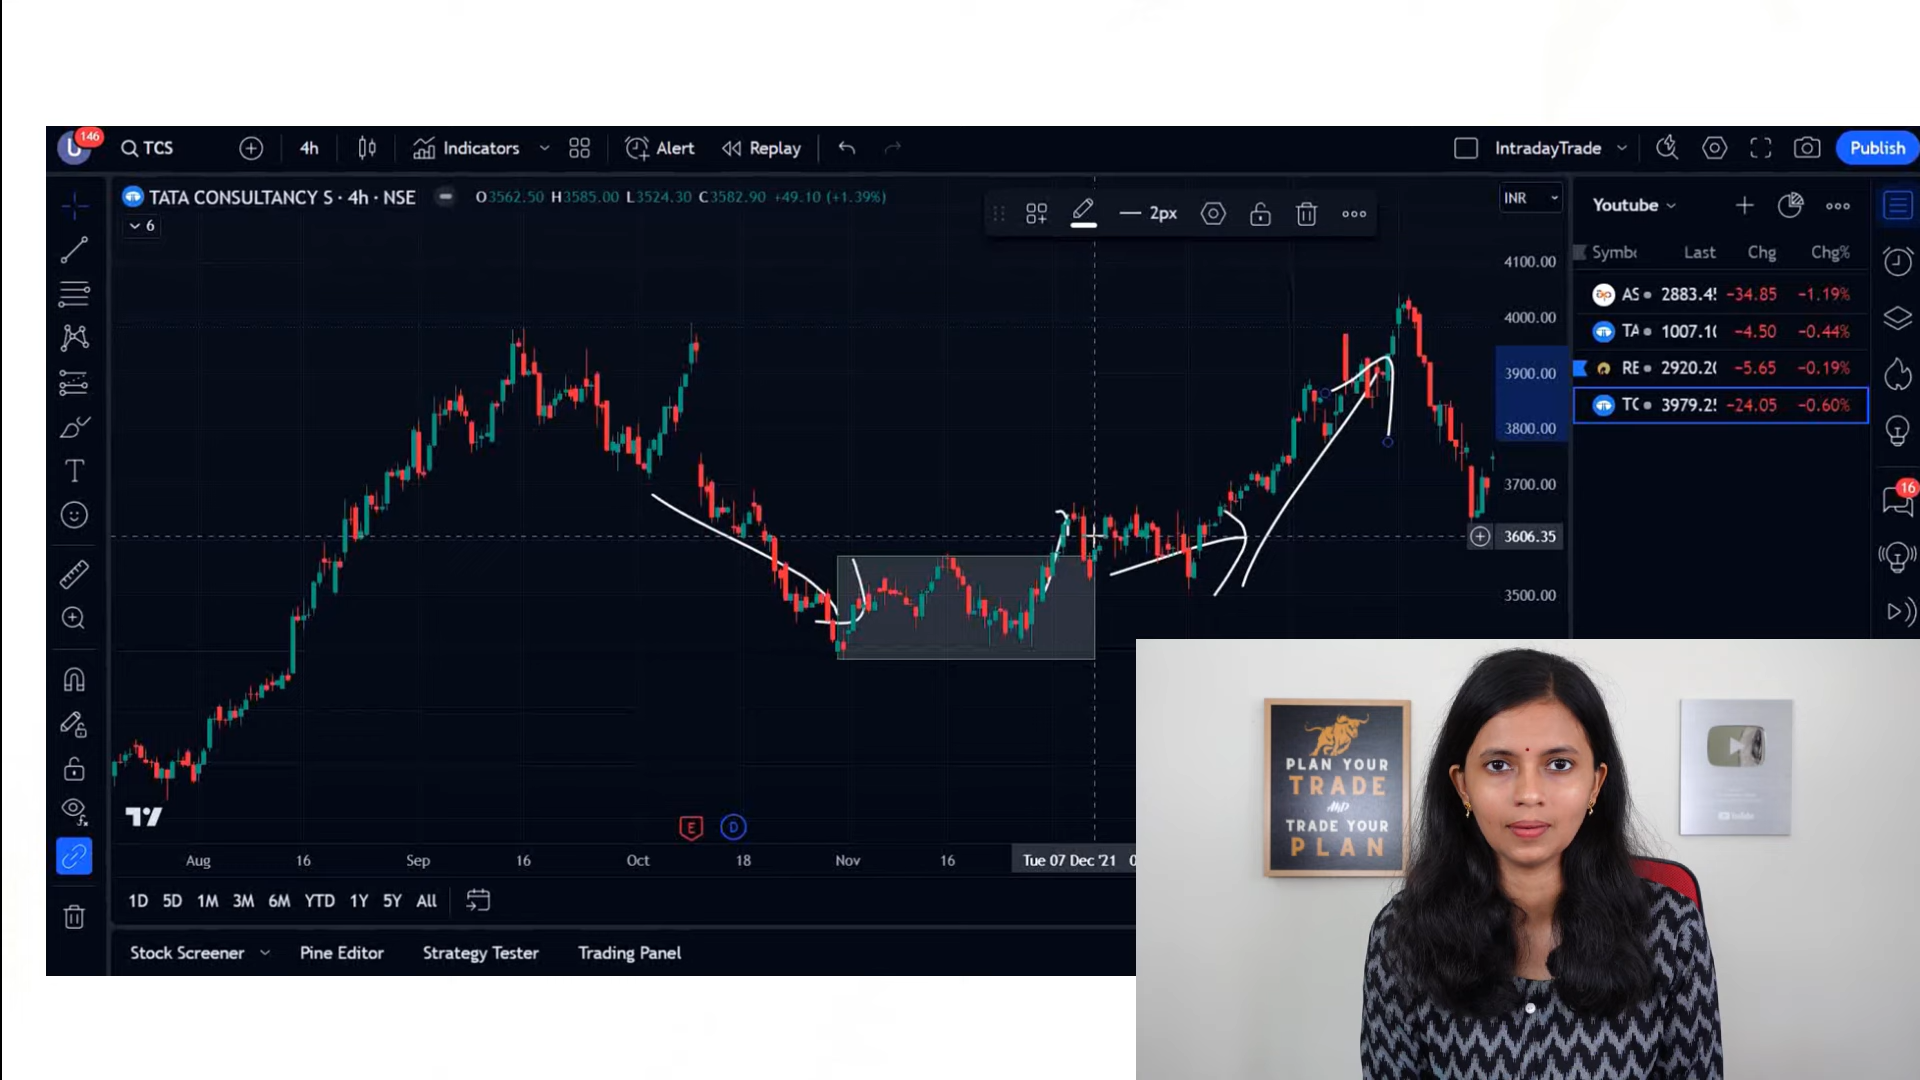 146
TCS
4h
Indicators
Alert
Replay
IntradayTrade
Publish
TATA CONSULTANCY S · 4h · NSE
O3562.50 H3585.00 L3524.30 C3582.90 +49.10 (+1.39%)
6
2px
INR
Youtube
Last Chg Chg%
AS 2883.4 −34.85 −1.19%
TA 1007.1 −4.50 −0.44%
RE 2920.2 −5.65 −0.19%
3979.2 −24.05 −0.60%
4100.00
4000.00
3900.00
3800.00
3700.00
3606.35
3500.00
16
E
D
Aug 16 Sep 16 Oct 18 Nov 16 Tue 07 Dec '21
1D 5D 1M 3M 6M YTD 1Y 5Y All
Stock Screener Pine Editor Strategy Tester Trading Panel
PLAN YOUR
TRADE
AND
TRADE YOUR
PLAN
YouTube